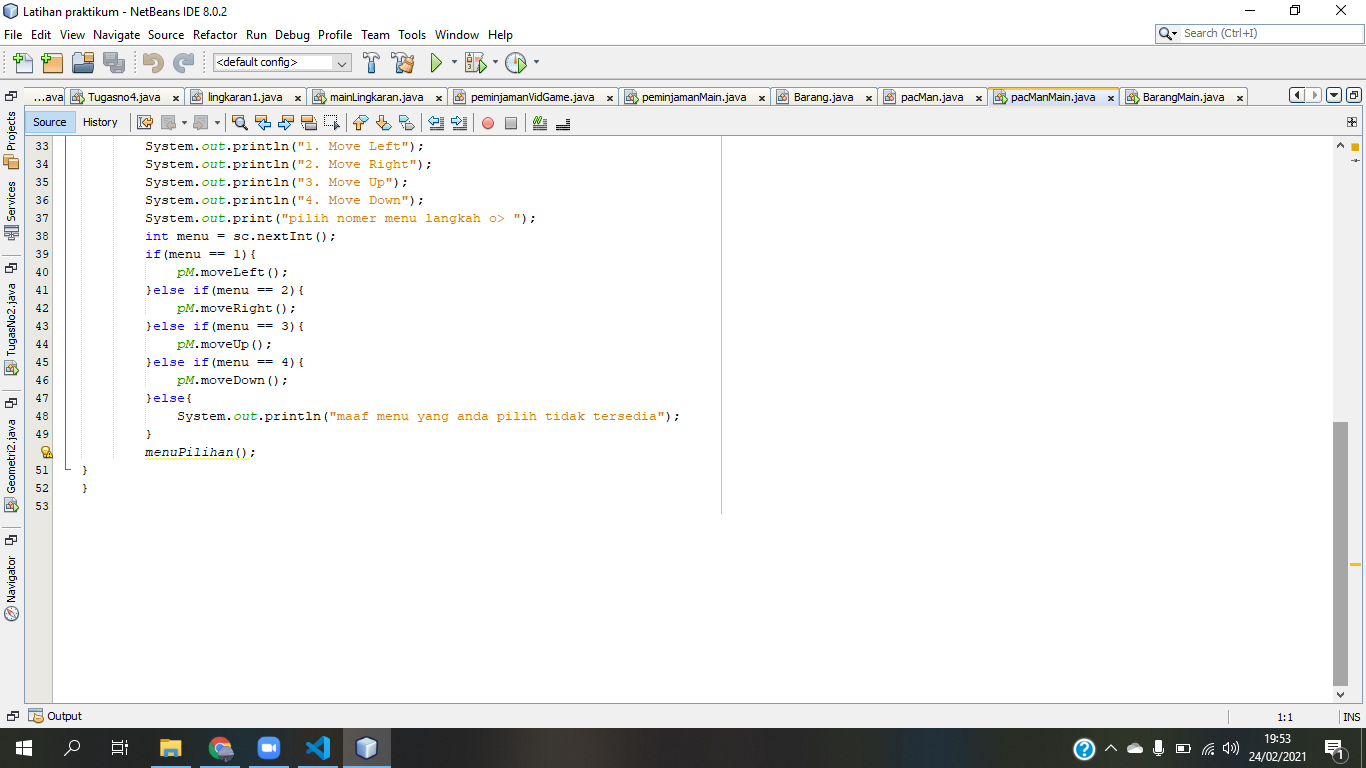 Latihan praktikum - NetBeans IDE 8.0.2
File Edit View Navigate Source Refactor Run Debug Profile Team Tools Window Help
Search (Ctrl+I)
<default config>
...ava Tugasno4.java lingkaran1.java mainLingkaran.java peminjamanVidGame.java peminjamanMain.java Barang.java pacMan.java pacManMain.java BarangMain.java
Source History
Projects
Services
TugasNo2.java
Geometri2.java
Navigator
33 System.out.println("1. Move Left");
34 System.out.println("2. Move Right");
35 System.out.println("3. Move Up");
36 System.out.println("4. Move Down");
37 System.out.print("pilih nomer menu langkah o> ");
38 int menu = sc.nextInt();
39 if(menu == 1){
40 pM.moveLeft();
41 }else if(menu == 2){
42 pM.moveRight();
43 }else if(menu == 3){
44 pM.moveUp();
45 }else if(menu == 4){
46 pM.moveDown();
47 }else{
48 System.out.println("maaf menu yang anda pilih tidak tersedia");
49 }
menuPilihan();
51 }
52 }
53
Output
1:1 INS
19:53
24/02/2021
1